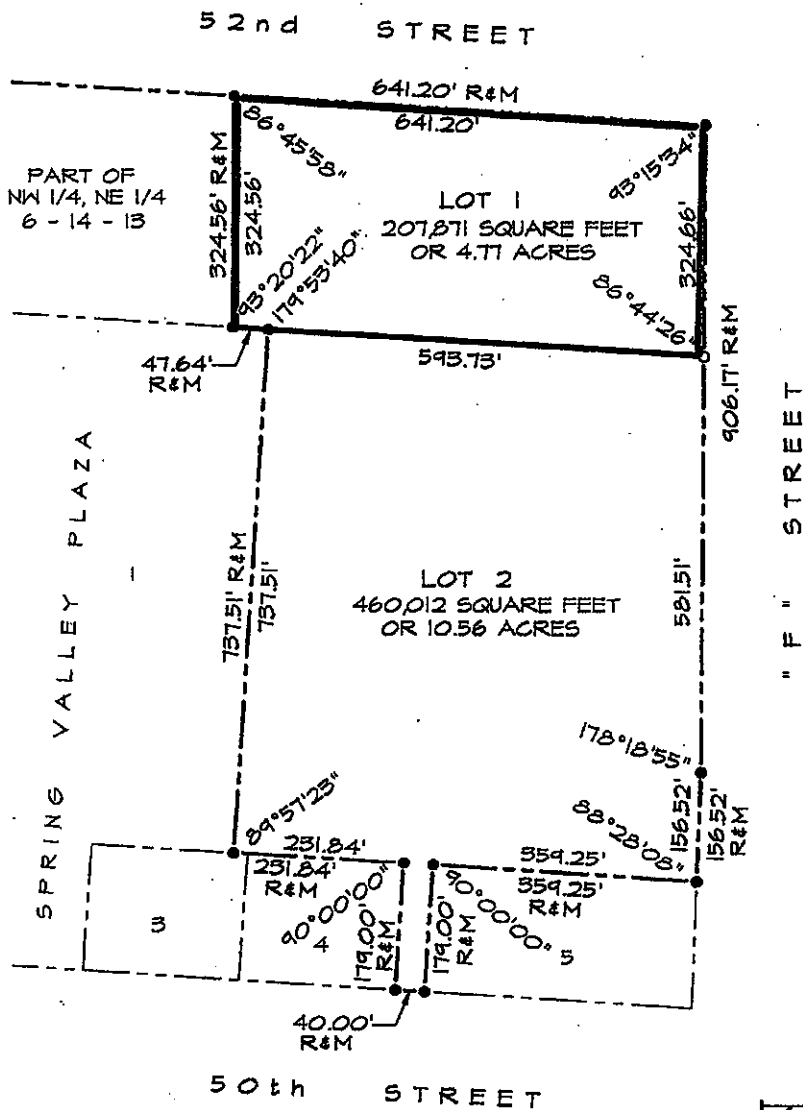 52nd STREET
641.20' R&M
641.20'
86°45'58"
93°15'34"
PART OF
NW 1/4, NE 1/4
6 - 14 - 13
324.56' R&M
324.56'
LOT 1
207,871 SQUARE FEET
OR 4.77 ACRES
324.66'
93°20'22"
179°53'40"
86°44'26"
47.64'
R&M
593.73'
906.17' R&M
"F" STREET
SPRING VALLEY PLAZA
1
737.51' R&M
737.51'
LOT 2
460,012 SQUARE FEET
OR 10.56 ACRES
581.51'
178°18'55"
156.52'
156.52'
R&M
88°28'08"
89°57'23"
231.84'
231.84'
R&M
359.25'
359.25'
R&M
90°00'00"
90°00'00"
3
4
5
179.00'
R&M
179.00'
R&M
40.00'
R&M
50th STREET